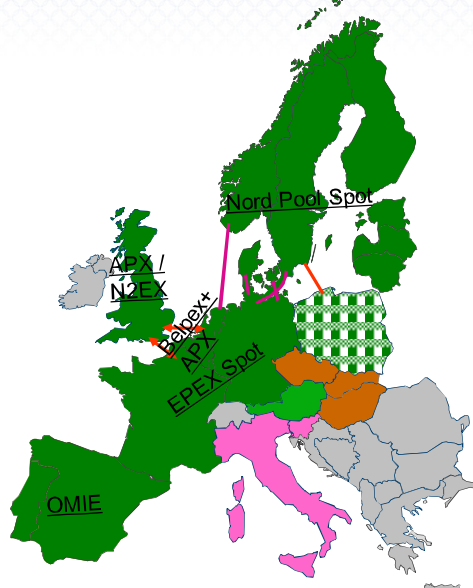 Nord Pool Spot
APX /
N2EX
Belpex+
APX
EPEX Spot
OMIE